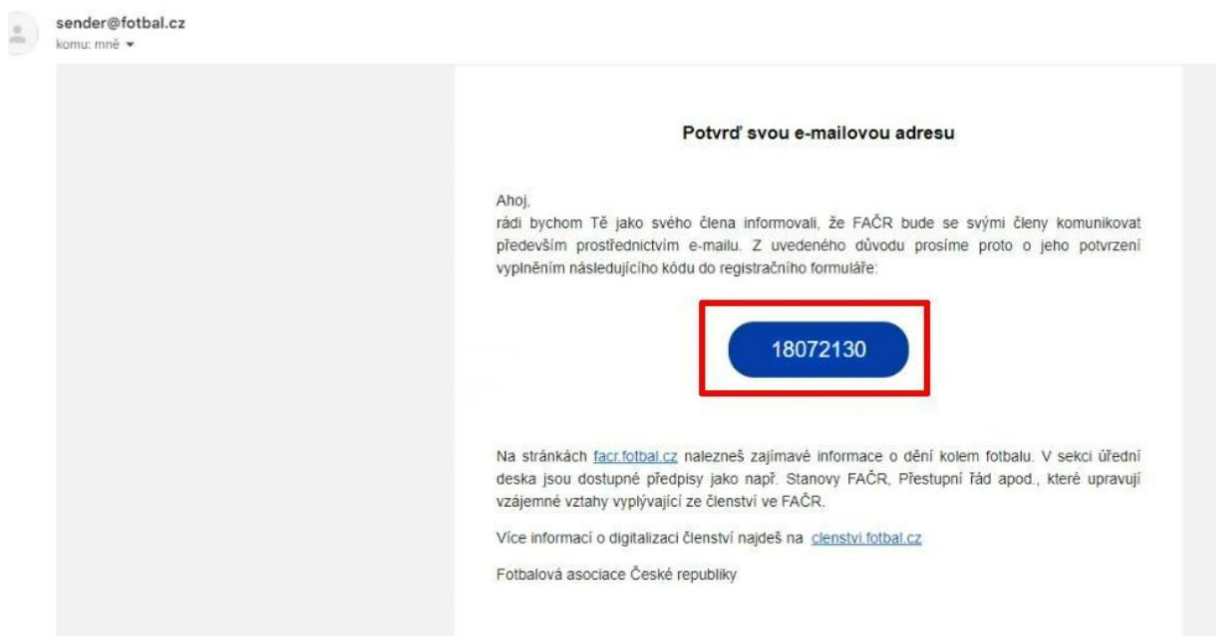 sender@fotbal.cz
komu: mně
Potvrď svou e-mailovou adresu
Ahoj,
rádi bychom Tě jako svého člena informovali, že FAČR bude se svými členy komunikovat
především prostřednictvím e-mailu. Z uvedeného důvodu prosíme proto o jeho potvrzení
vyplněním následujícího kódu do registračního formuláře:
18072130
Na stránkách facr.fotbal.cz nalezneš zajímavé informace o dění kolem fotbalu. V sekci úřední
deska jsou dostupné předpisy jako např. Stanovy FAČR, Přestupní řád apod., které upravují
vzájemné vztahy vyplývající ze členství ve FAČR.
Více informací o digitalizaci členství najdeš na clenstvi.fotbal.cz
Fotbalová asociace České republiky